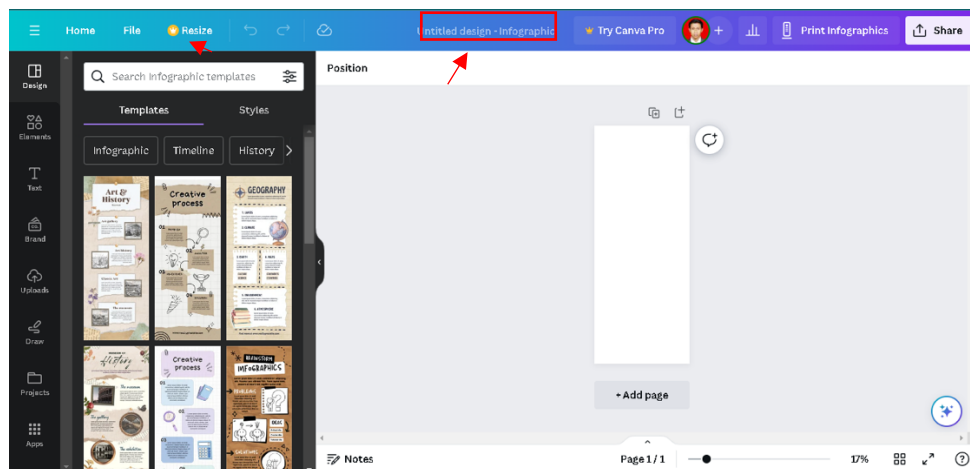 Home File Resize Untitled design - Infographic Try Canva Pro + Print Infographics Share
Design
Elements
Text
Brand
Uploads
Draw
Projects
Apps
Search Infographic templates
Templates Styles
Infographic Timeline History
Art &
History
Creative
process
GEOGRAPHY
History
Creative
process
BRAINSTORM
INFOGRAPHICS
Position
+ Add page
Notes Page 1 / 1 17%